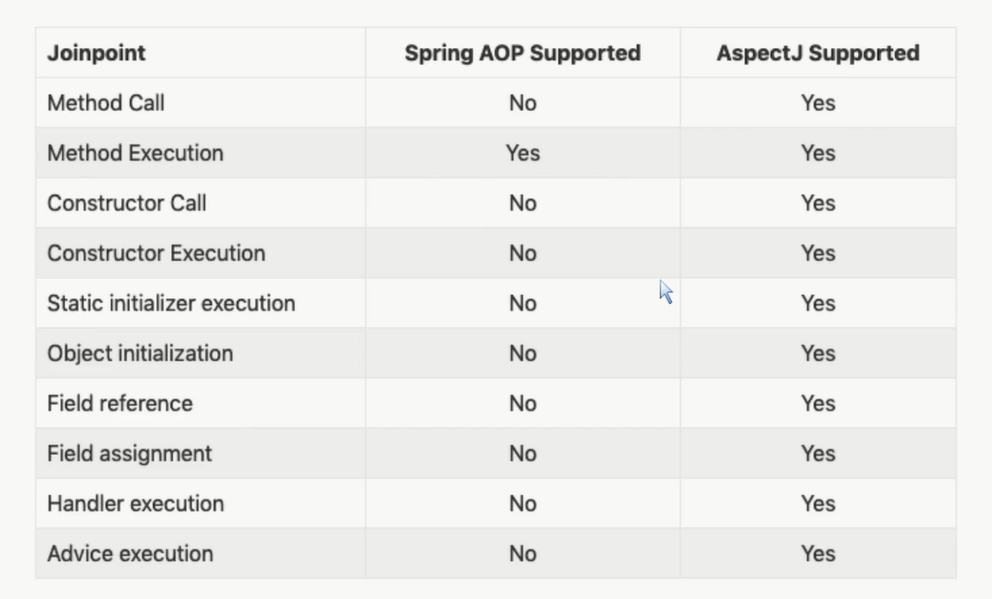 Joinpoint Spring AOP Supported AspectJ Supported
Method Call No Yes
Method Execution Yes Yes
Constructor Call No Yes
Constructor Execution No Yes
Static initializer execution No Yes
Object initialization No Yes
Field reference No Yes
Field assignment No Yes
Handler execution No Yes
Advice execution No Yes